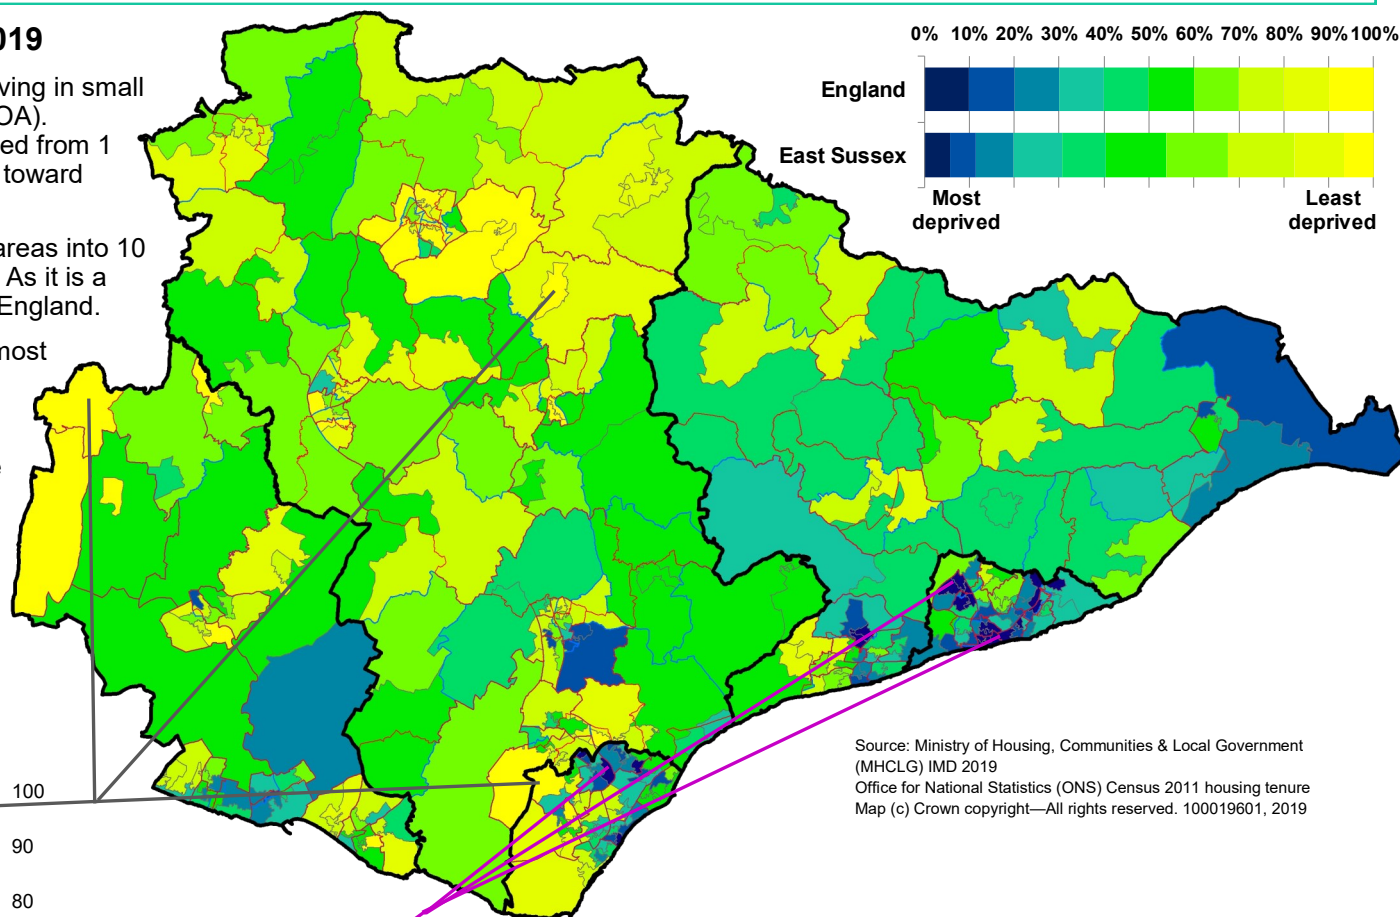 019
ving in small
OA).
ed from 1
toward
areas into 10
As it is a
England.
most
e
0% 10% 20% 30% 40% 50% 60% 70% 80% 90% 100%
England
East Sussex
Most
deprived
Least
deprived
Source: Ministry of Housing, Communities & Local Government
(MHCLG) IMD 2019
Office for National Statistics (ONS) Census 2011 housing tenure
Map (c) Crown copyright—All rights reserved. 100019601, 2019
100
90
80